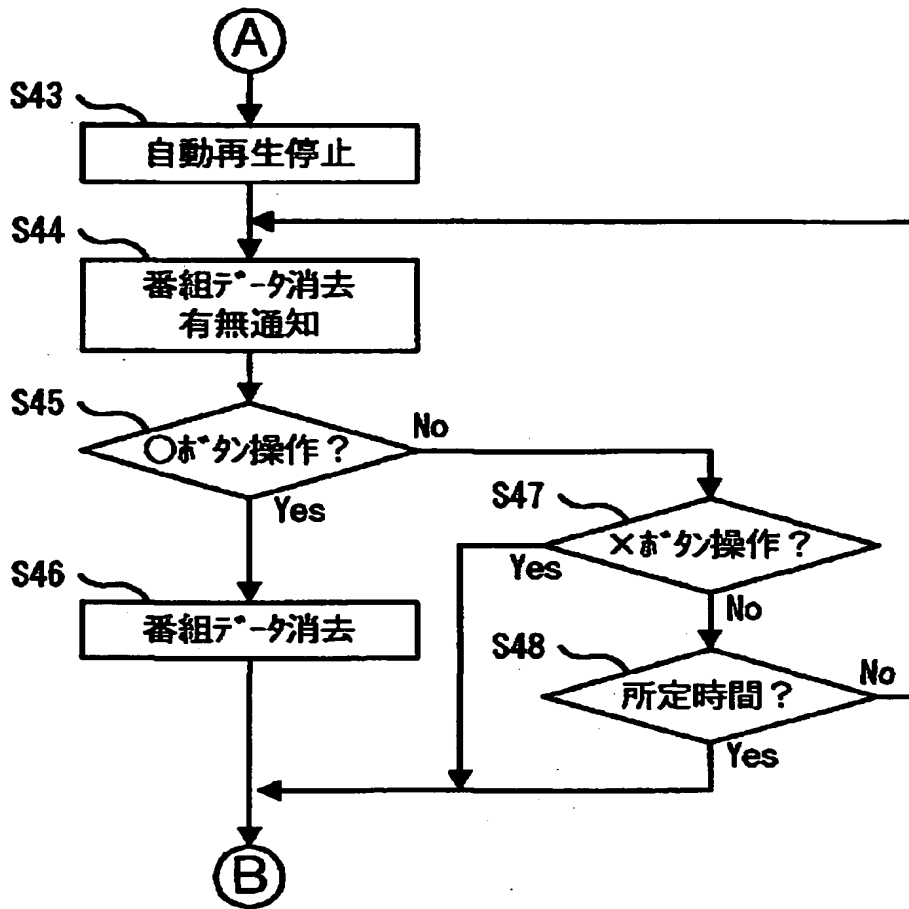 A
S43
自動再生停止
S44
番組ﾃﾞｰﾀ消去
有無通知
S45
○ﾎﾞﾀﾝ操作?
No
Yes
S47
×ﾎﾞﾀﾝ操作?
Yes
No
S46
番組ﾃﾞｰﾀ消去
S48
所定時間?
No
Yes
B